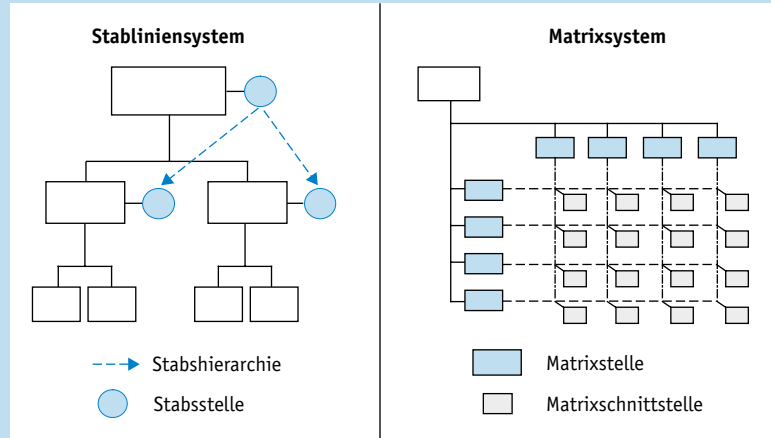 Stabliniensystem
Matrixsystem
Stabshierarchie
Stabsstelle
Matrixstelle
Matrixschnittstelle